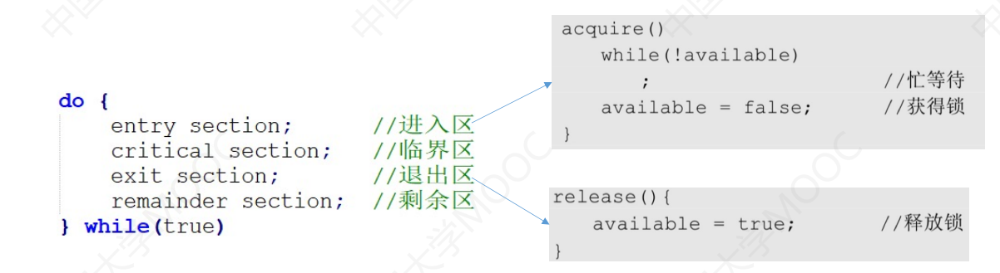 do {
entry section; //进入区
critical section; //临界区
exit section; //退出区
remainder section; //剩余区
} while(true)
acquire()
while(!available)
; //忙等待
available = false; //获得锁
}
release(){
available = true; //释放锁
}